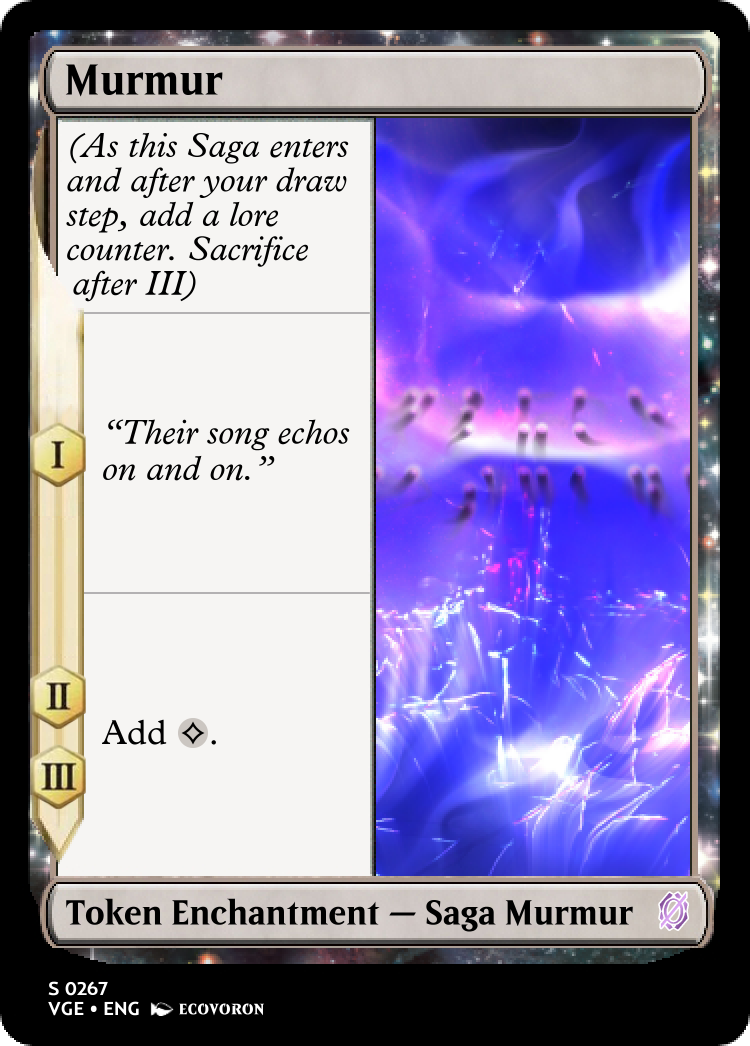 Murmur
(As this Saga enters
and after your draw
step, add a lore
counter. Sacrifice
after III)
I
“Their song echos
on and on.”
II
III
Add .
Token Enchantment — Saga Murmur
S 0267
VGE • ENG ECOVORON